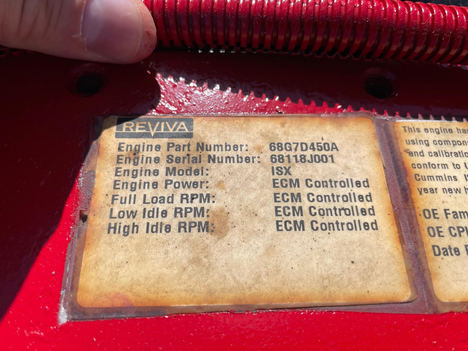 REVIVA
Engine Part Number: 68G7D450A
Engine Serial Number: 68118J001
Engine Model: ISX
Engine Power: ECM Controlled
Full Load RPM: ECM Controlled
Low Idle RPM: ECM Controlled
High Idle RPM: ECM Controlled
This engine ha
using compon
and calibratio
conform to
Cummins
year new
OE Fam
OE CPL
Date